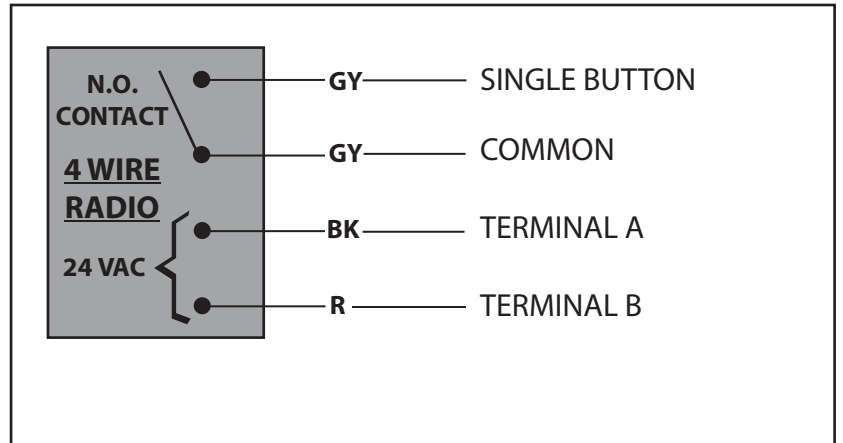 N.O.
CONTACT
4 WIRE
RADIO
24 VAC
GY SINGLE BUTTON
GY COMMON
BK TERMINAL A
R TERMINAL B